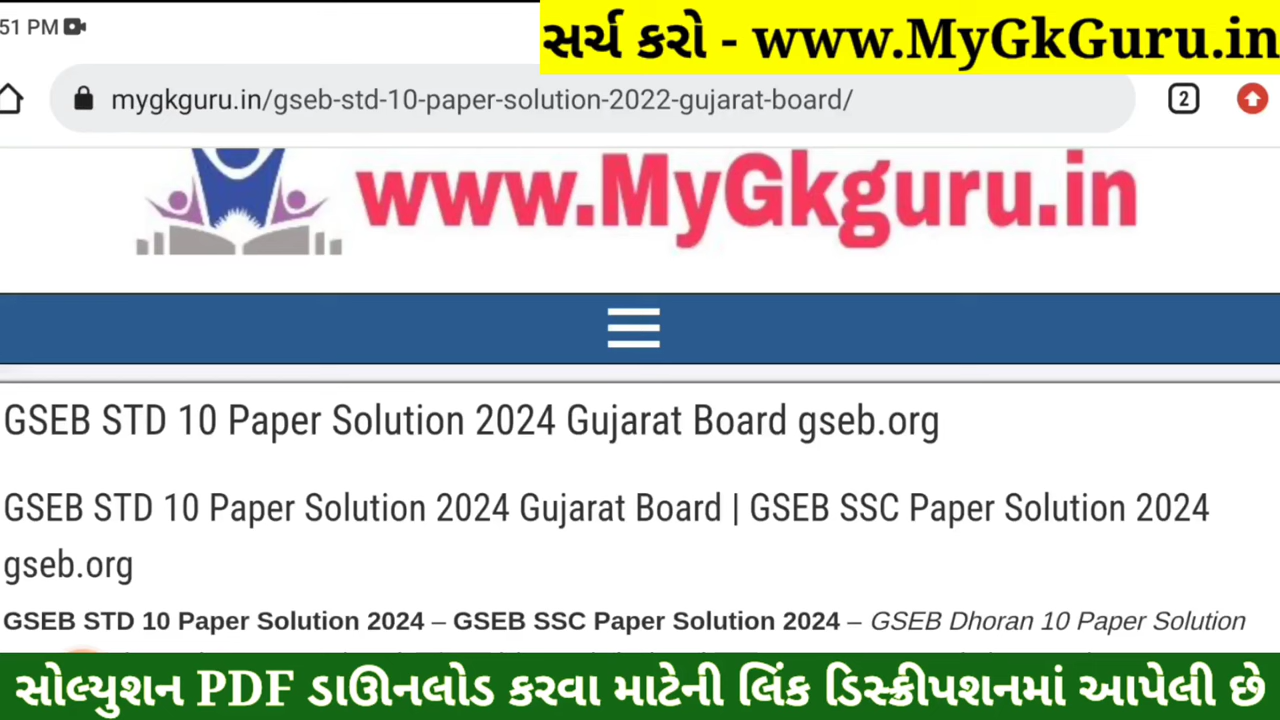 51 PM
સર્ચ કરો - www.MyGkGuru.in
mygkguru.in/gseb-std-10-paper-solution-2022-gujarat-board/
2
www.MyGkguru.in
GSEB STD 10 Paper Solution 2024 Gujarat Board gseb.org
GSEB STD 10 Paper Solution 2024 Gujarat Board | GSEB SSC Paper Solution 2024
gseb.org
GSEB STD 10 Paper Solution 2024 – GSEB SSC Paper Solution 2024 – GSEB Dhoran 10 Paper Solution
સોલ્યુશન PDF ડાઊનલોડ કરવા માટેની લિંક ડિસ્ક્રીપશનમાં આપેલી છે